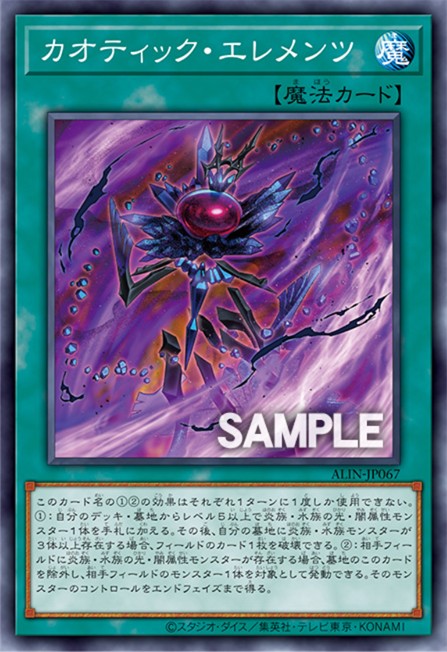 カオティック・エレメンツ
魔
【魔法カード】
SAMPLE
ALIN-JP067
このカード名の①②の効果はそれぞれ1ターンに1度しか使用できない。
①:自分のデッキ・墓地からレベル5以上で炎族・水族の光・闇属性モン
スター1体を手札に加える。その後、自分の墓地に炎族・水族モンスターが
3体以上存在する場合、フィールドのカード1枚を破壊できる。②:相手フィー
ルドに炎族・水族の光・闇属性モンスターが存在する場合、墓地のこのカード
を除外し、相手フィールドのモンスター1体を対象として発動できる。そのモン
スターのコントロールをエンドフェイズまで得る。
©スタジオ・ダイス/集英社・テレビ東京・KONAMI